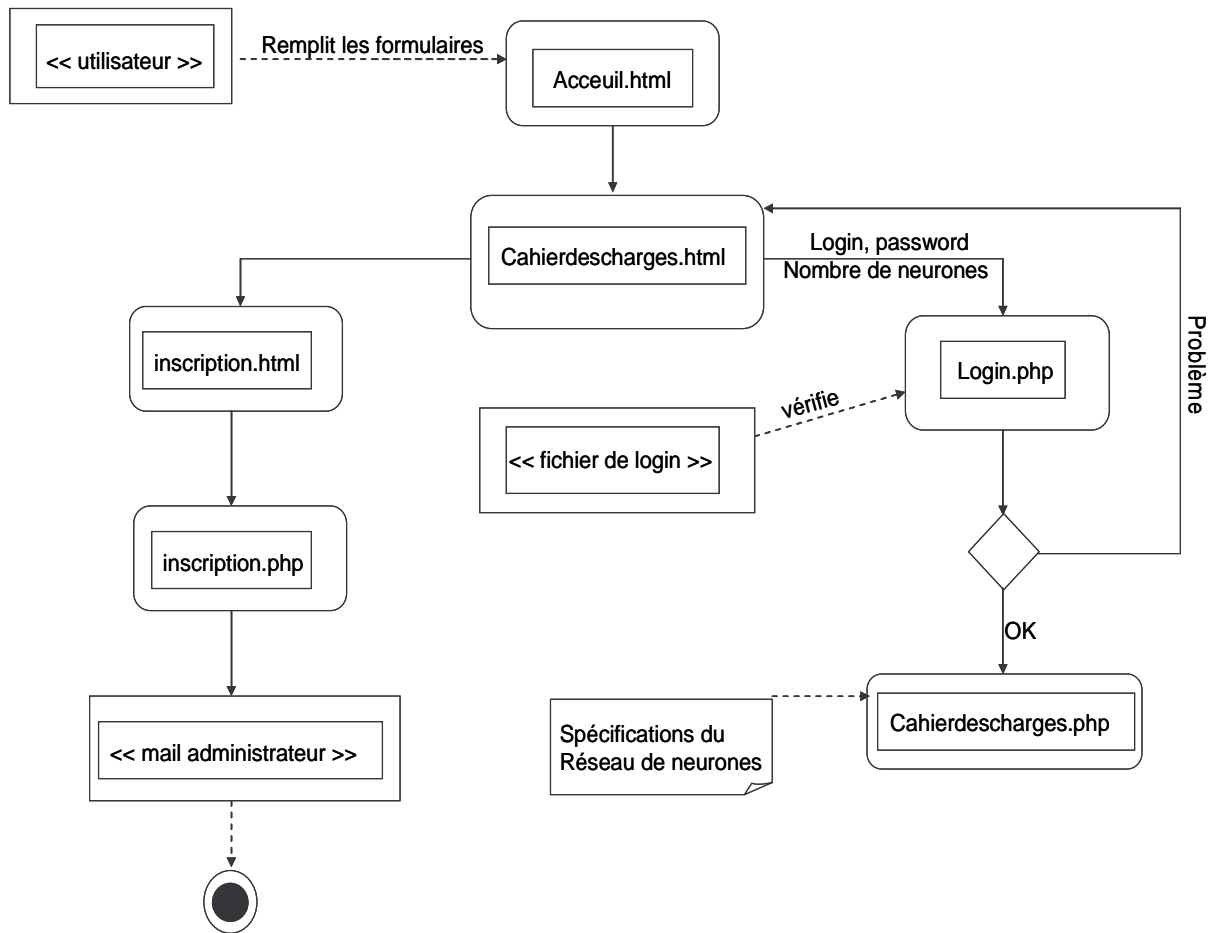 << utilisateur >>
Remplit les formulaires
Acceuil.html
Cahierdescharges.html
Login, password
Nombre de neurones
inscription.html
Login.php
Problème
vérifie
<< fichier de login >>
inscription.php
OK
<< mail administrateur >>
Spécifications du
Réseau de neurones
Cahierdescharges.php